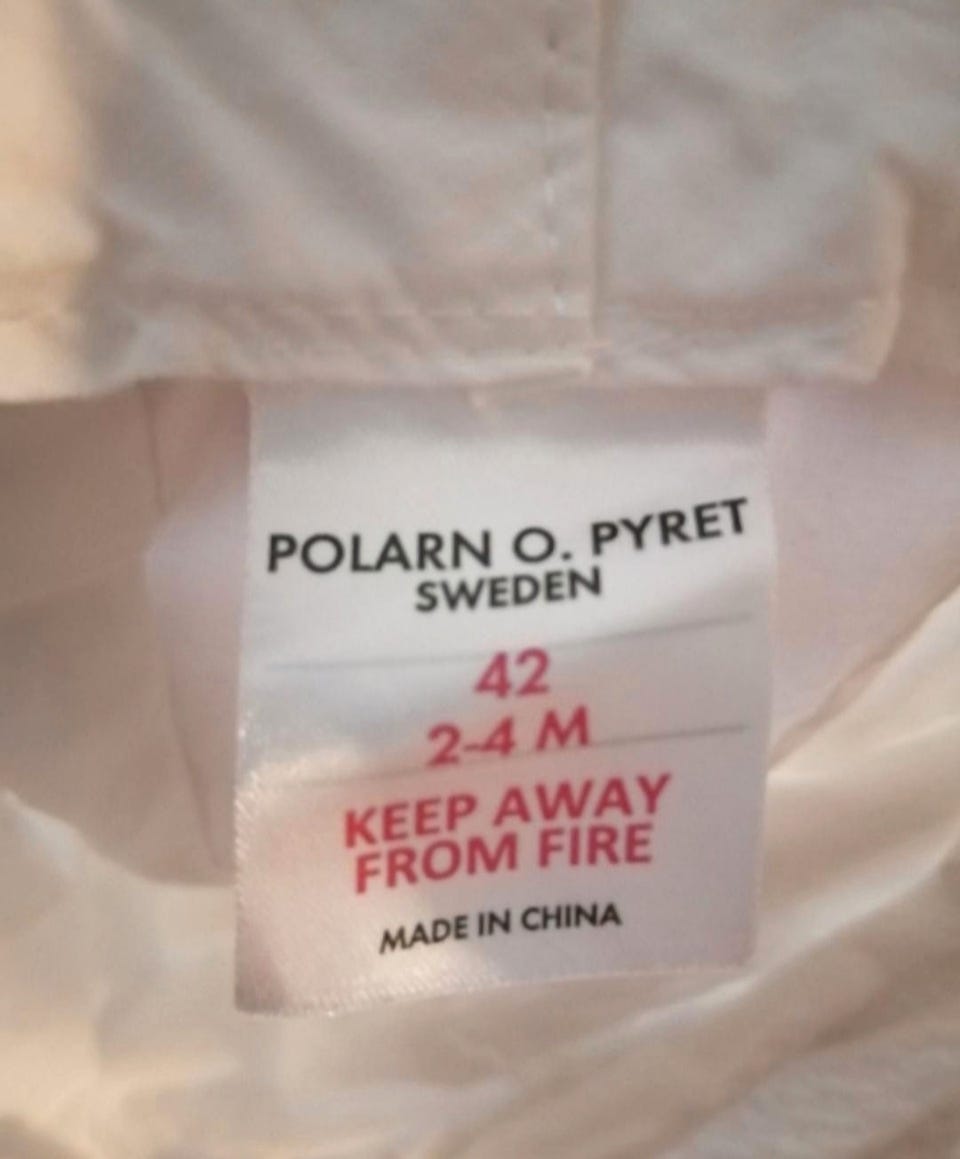 POLARN O. PYRET
SWEDEN
42
2-4 M
KEEP AWAY
FROM FIRE
MADE IN CHINA